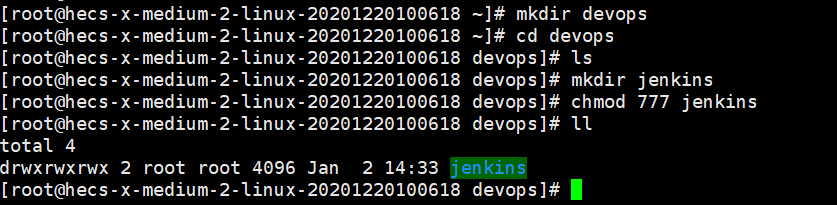 [root@hecs-x-medium-2-linux-20201220100618 ~]# mkdir devops
[root@hecs-x-medium-2-linux-20201220100618 ~]# cd devops
[root@hecs-x-medium-2-linux-20201220100618 devops]# ls
[root@hecs-x-medium-2-linux-20201220100618 devops]# mkdir jenkins
[root@hecs-x-medium-2-linux-20201220100618 devops]# chmod 777 jenkins
[root@hecs-x-medium-2-linux-20201220100618 devops]# ll
total 4
drwxrwxrwx 2 root root 4096 Jan  2 14:33 jenkins
[root@hecs-x-medium-2-linux-20201220100618 devops]#